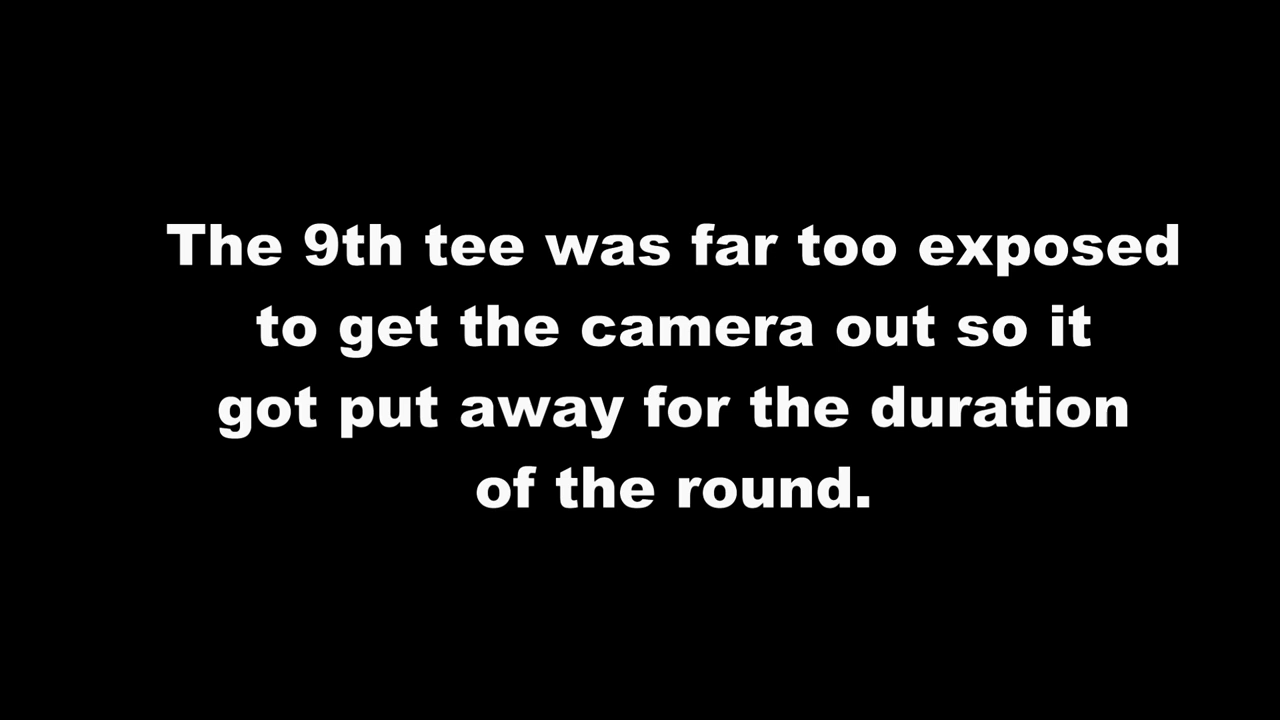 The 9th tee was far too exposed
to get the camera out so it
got put away for the duration
of the round.